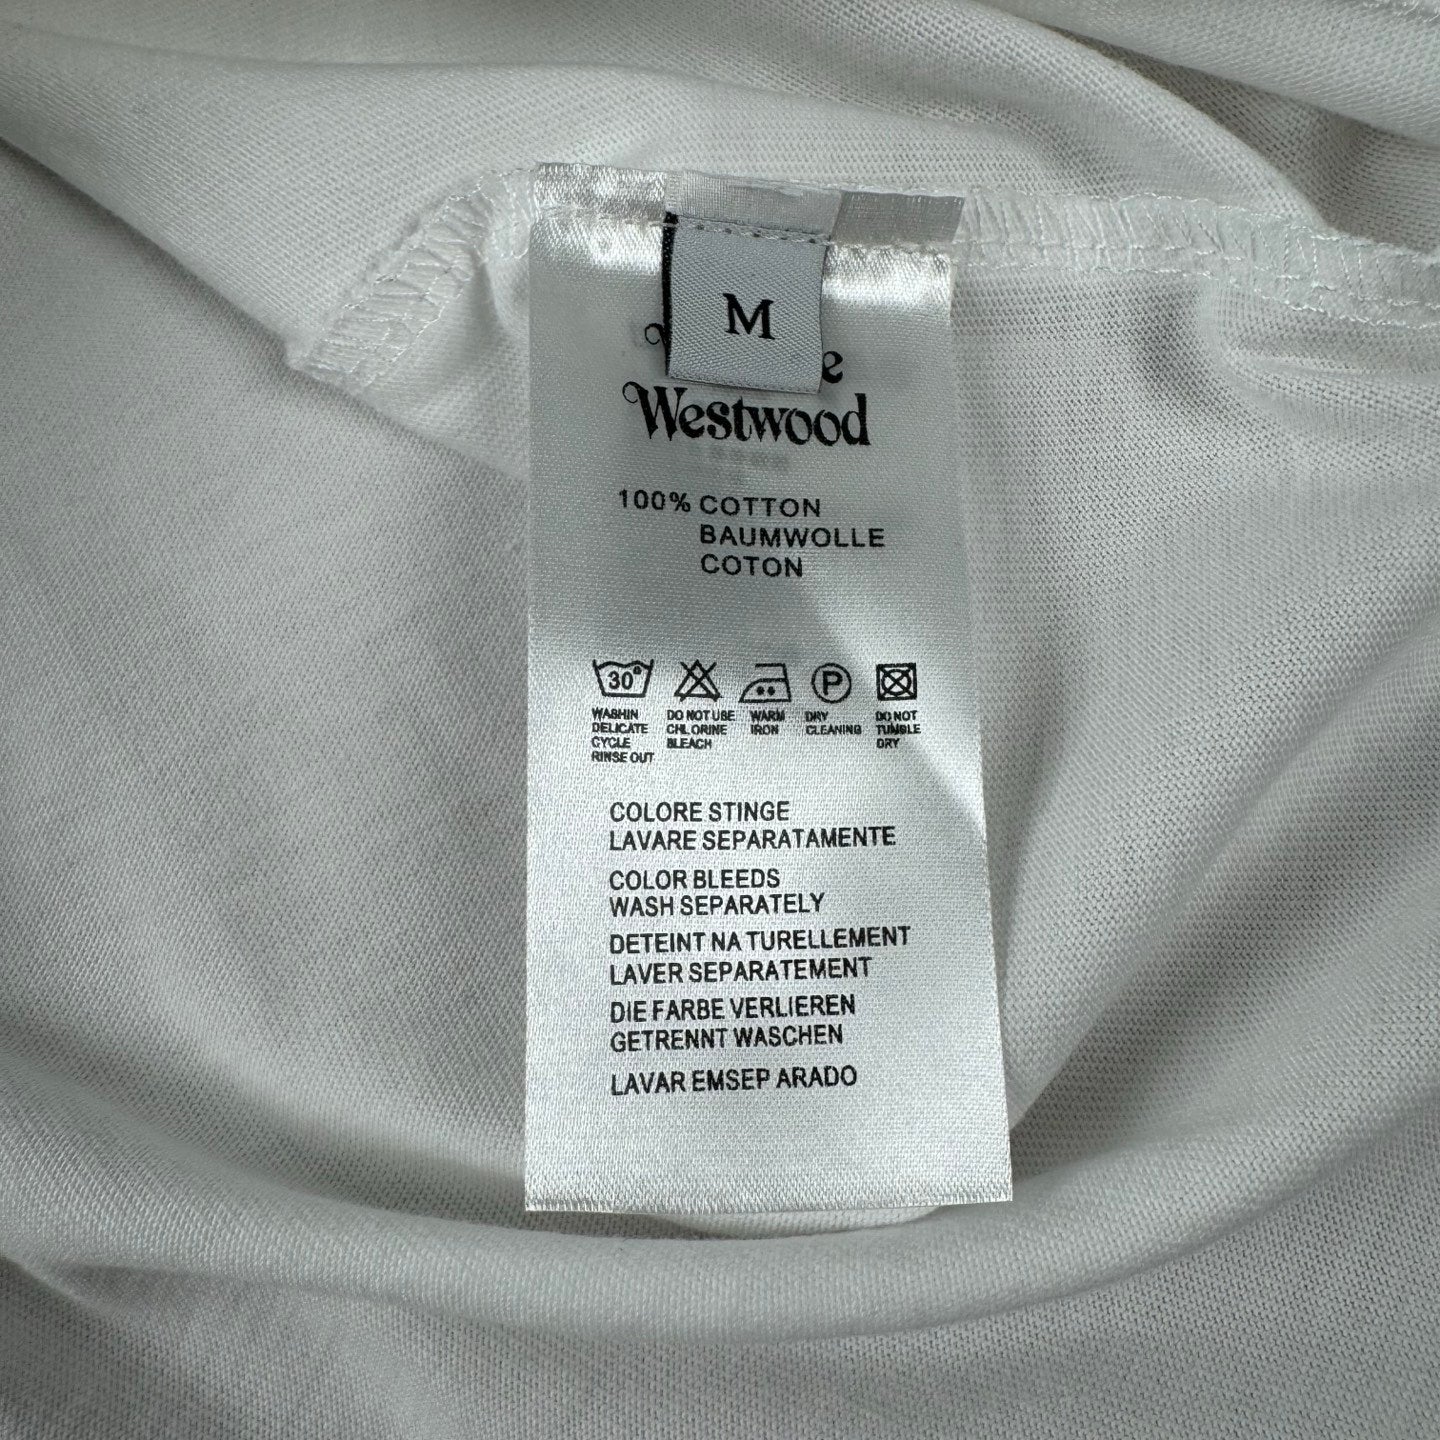 M
e
Westwood
100% COTTON
BAUMWOLLE
COTON
30° P
WASHIN DELICATE CYCLE RINSE OUT
DO NOT USE CHLORINE BLEACH
WARM IRON
DRY CLEANING
DO NOT TUMBLE DRY
COLORE STINGE
LAVARE SEPARATAMENTE
COLOR BLEEDS
WASH SEPARATELY
DETEINT NA TURELLEMENT
LAVER SEPARATEMENT
DIE FARBE VERLIEREN
GETRENNT WASCHEN
LAVAR EMSEP ARADO